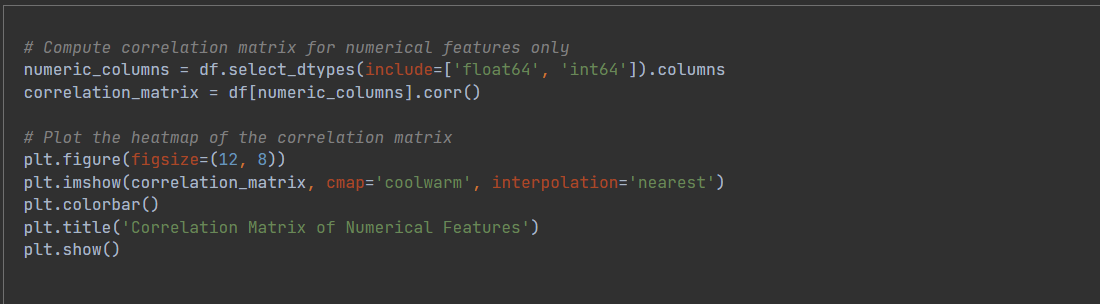 # Compute correlation matrix for numerical features only
numeric_columns = df.select_dtypes(include=['float64', 'int64']).columns
correlation_matrix = df[numeric_columns].corr()
# Plot the heatmap of the correlation matrix
plt.figure(figsize=(12, 8))
plt.imshow(correlation_matrix, cmap='coolwarm', interpolation='nearest')
plt.colorbar()
plt.title('Correlation Matrix of Numerical Features')
plt.show()